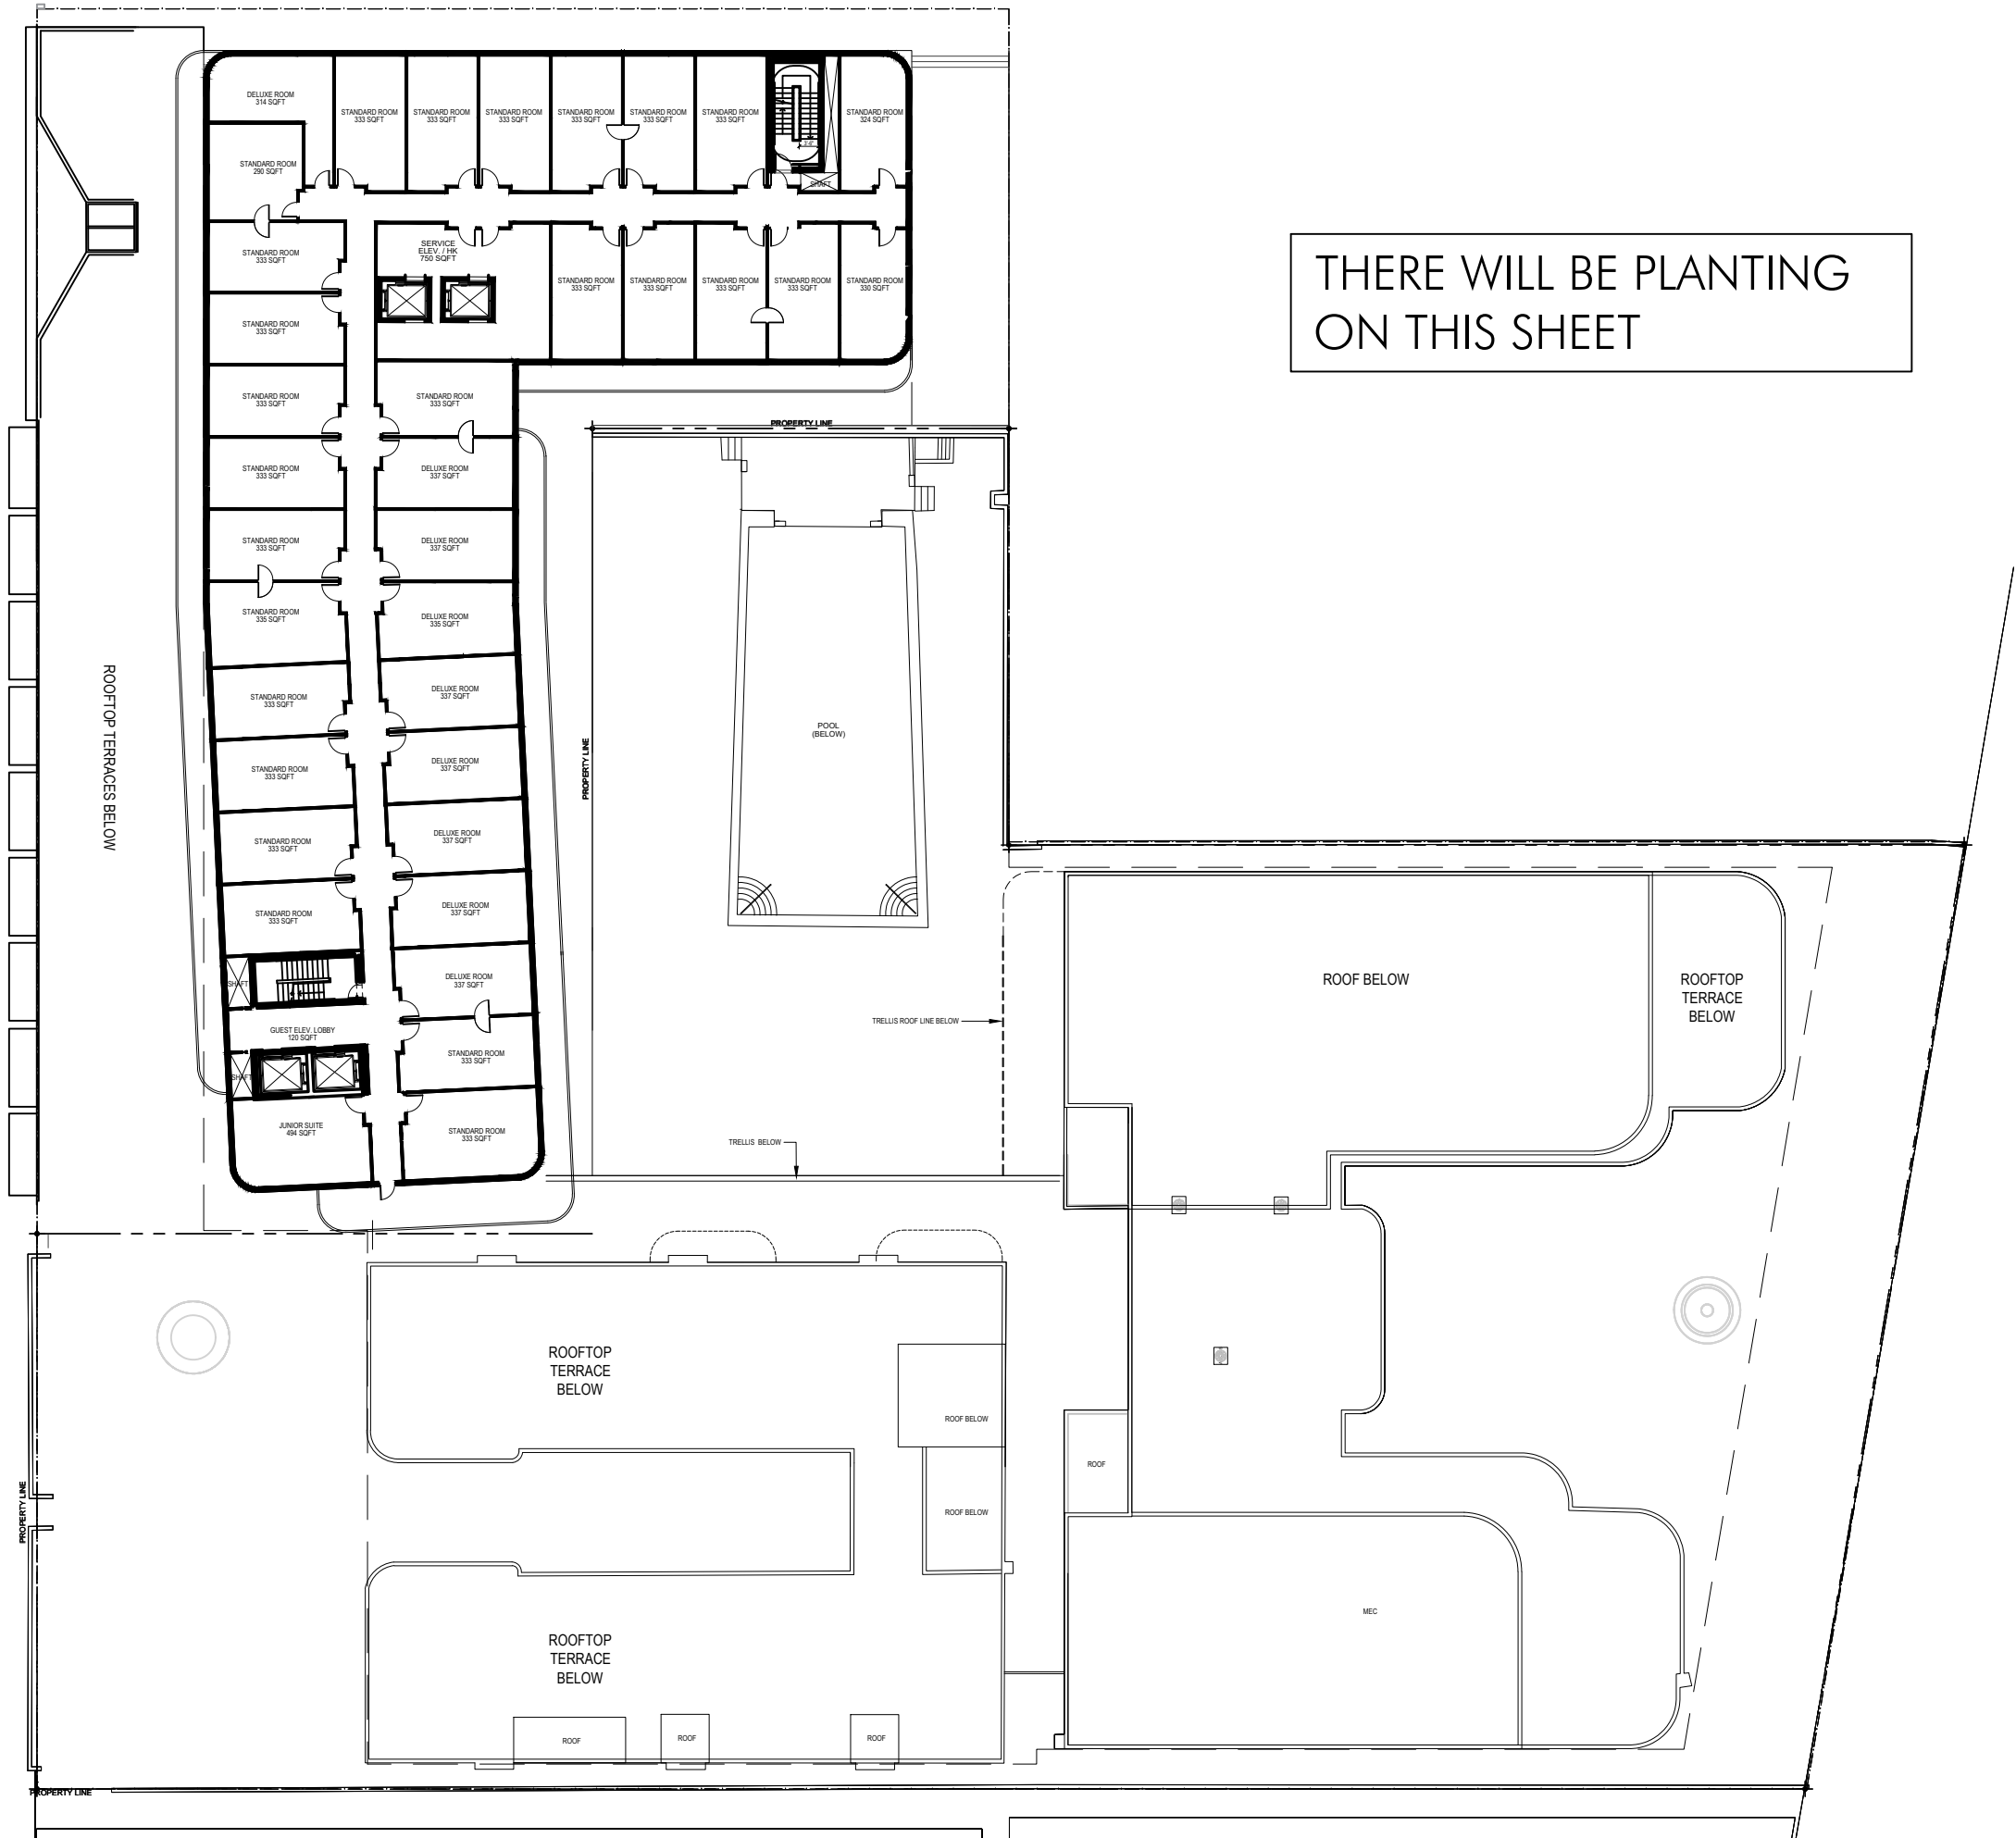 DELUXE ROOM
314 SQFT
STANDARD ROOM
333 SQFT
STANDARD ROOM
333 SQFT
STANDARD ROOM
333 SQFT
STANDARD ROOM
333 SQFT
STANDARD ROOM
333 SQFT
STANDARD ROOM
333 SQFT
STANDARD ROOM
324 SQFT
SHAFT
STANDARD ROOM
290 SQFT
SERVICE
ELEV. / HK
750 SQFT
STANDARD ROOM
333 SQFT
STANDARD ROOM
333 SQFT
STANDARD ROOM
333 SQFT
STANDARD ROOM
333 SQFT
STANDARD ROOM
330 SQFT
THERE WILL BE PLANTING
ON THIS SHEET
STANDARD ROOM
333 SQFT
STANDARD ROOM
333 SQFT
STANDARD ROOM
333 SQFT
STANDARD ROOM
333 SQFT
STANDARD ROOM
333 SQFT
STANDARD ROOM
335 SQFT
STANDARD ROOM
333 SQFT
STANDARD ROOM
333 SQFT
STANDARD ROOM
333 SQFT
STANDARD ROOM
333 SQFT
STANDARD ROOM
333 SQFT
DELUXE ROOM
337 SQFT
DELUXE ROOM
337 SQFT
DELUXE ROOM
335 SQFT
DELUXE ROOM
337 SQFT
DELUXE ROOM
337 SQFT
DELUXE ROOM
337 SQFT
DELUXE ROOM
337 SQFT
DELUXE ROOM
337 SQFT
STANDARD ROOM
333 SQFT
STANDARD ROOM
333 SQFT
SHAFT
GUEST ELEV. LOBBY
120 SQFT
SHAFT
JUNIOR SUITE
494 SQFT
ROOFTOP TERRACES BELOW
PROPERTY LINE
PROPERTY LINE
POOL
(BELOW)
TRELLIS ROOF LINE BELOW
TRELLIS BELOW
ROOF BELOW
ROOFTOP
TERRACE
BELOW
ROOFTOP
TERRACE
BELOW
ROOF BELOW
ROOF BELOW
ROOF
MEC
ROOFTOP
TERRACE
BELOW
ROOF
ROOF
ROOF
PROPERTY LINE
PROPERTY LINE